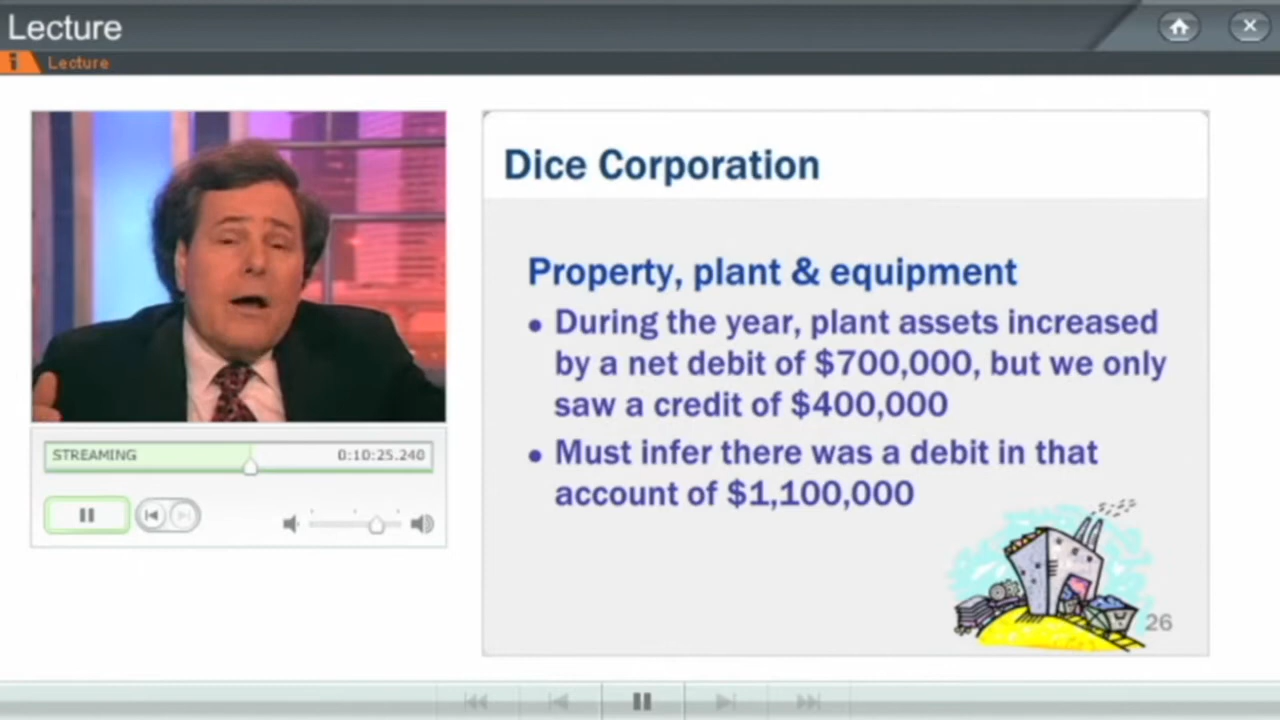 Lecture
i Lecture
Dice Corporation
Property, plant & equipment
• During the year, plant assets increased
by a net debit of $700,000, but we only
saw a credit of $400,000
• Must infer there was a debit in that
account of $1,100,000
STREAMING 0:10:25.240
26